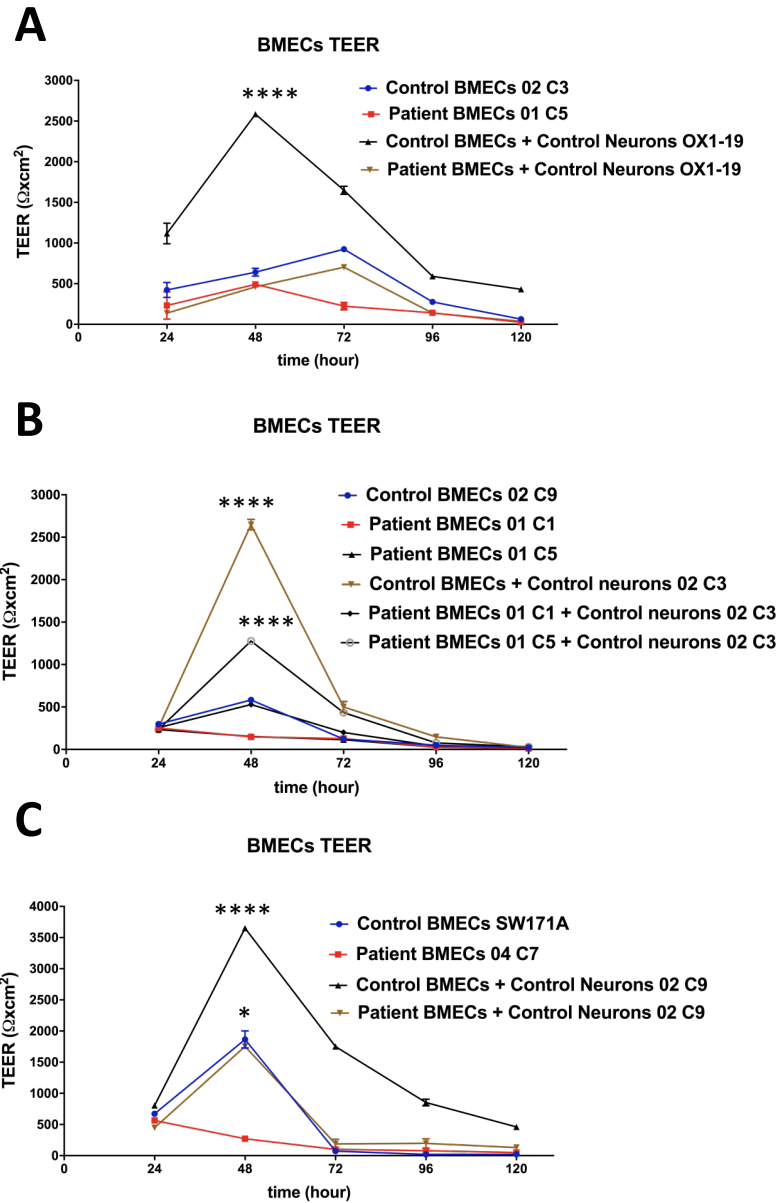 A
BMECs TEER
TEER (Ωxcm²)
3000
2500
2000
1500
1000
500
0
0
24
48
72
96
120
time (hour)
****
Control BMECs 02 C3
Patient BMECs 01 C5
Control BMECs + Control Neurons OX1-19
Patient BMECs + Control Neurons OX1-19
B
BMECs TEER
TEER (Ωxcm²)
3000
2500
2000
1500
1000
500
0
0
24
48
72
96
120
time (hour)
****
****
Control BMECs 02 C9
Patient BMECs 01 C1
Patient BMECs 01 C5
Control BMECs + Control neurons 02 C3
Patient BMECs 01 C1 + Control neurons 02 C3
Patient BMECs 01 C5 + Control neurons 02 C3
C
BMECs TEER
TEER (Ωxcm²)
4000
3500
3000
2500
2000
1500
1000
500
0
0
24
48
72
96
120
time (hour)
****
*
Control BMECs SW171A
Patient BMECs 04 C7
Control BMECs + Control Neurons 02 C9
Patient BMECs + Control Neurons 02 C9